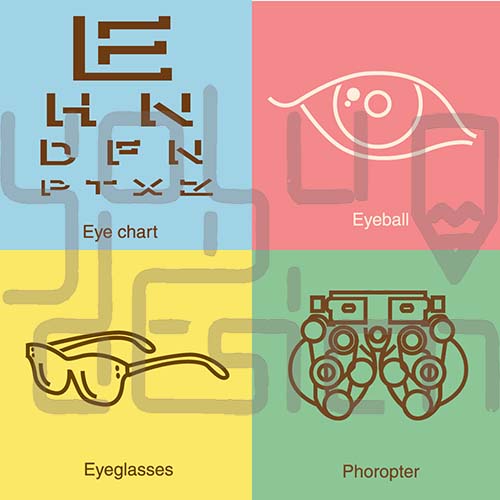 E
H N
D F N
P T X Z
Eye chart
Eyeball
Eyeglasses
Phoropter